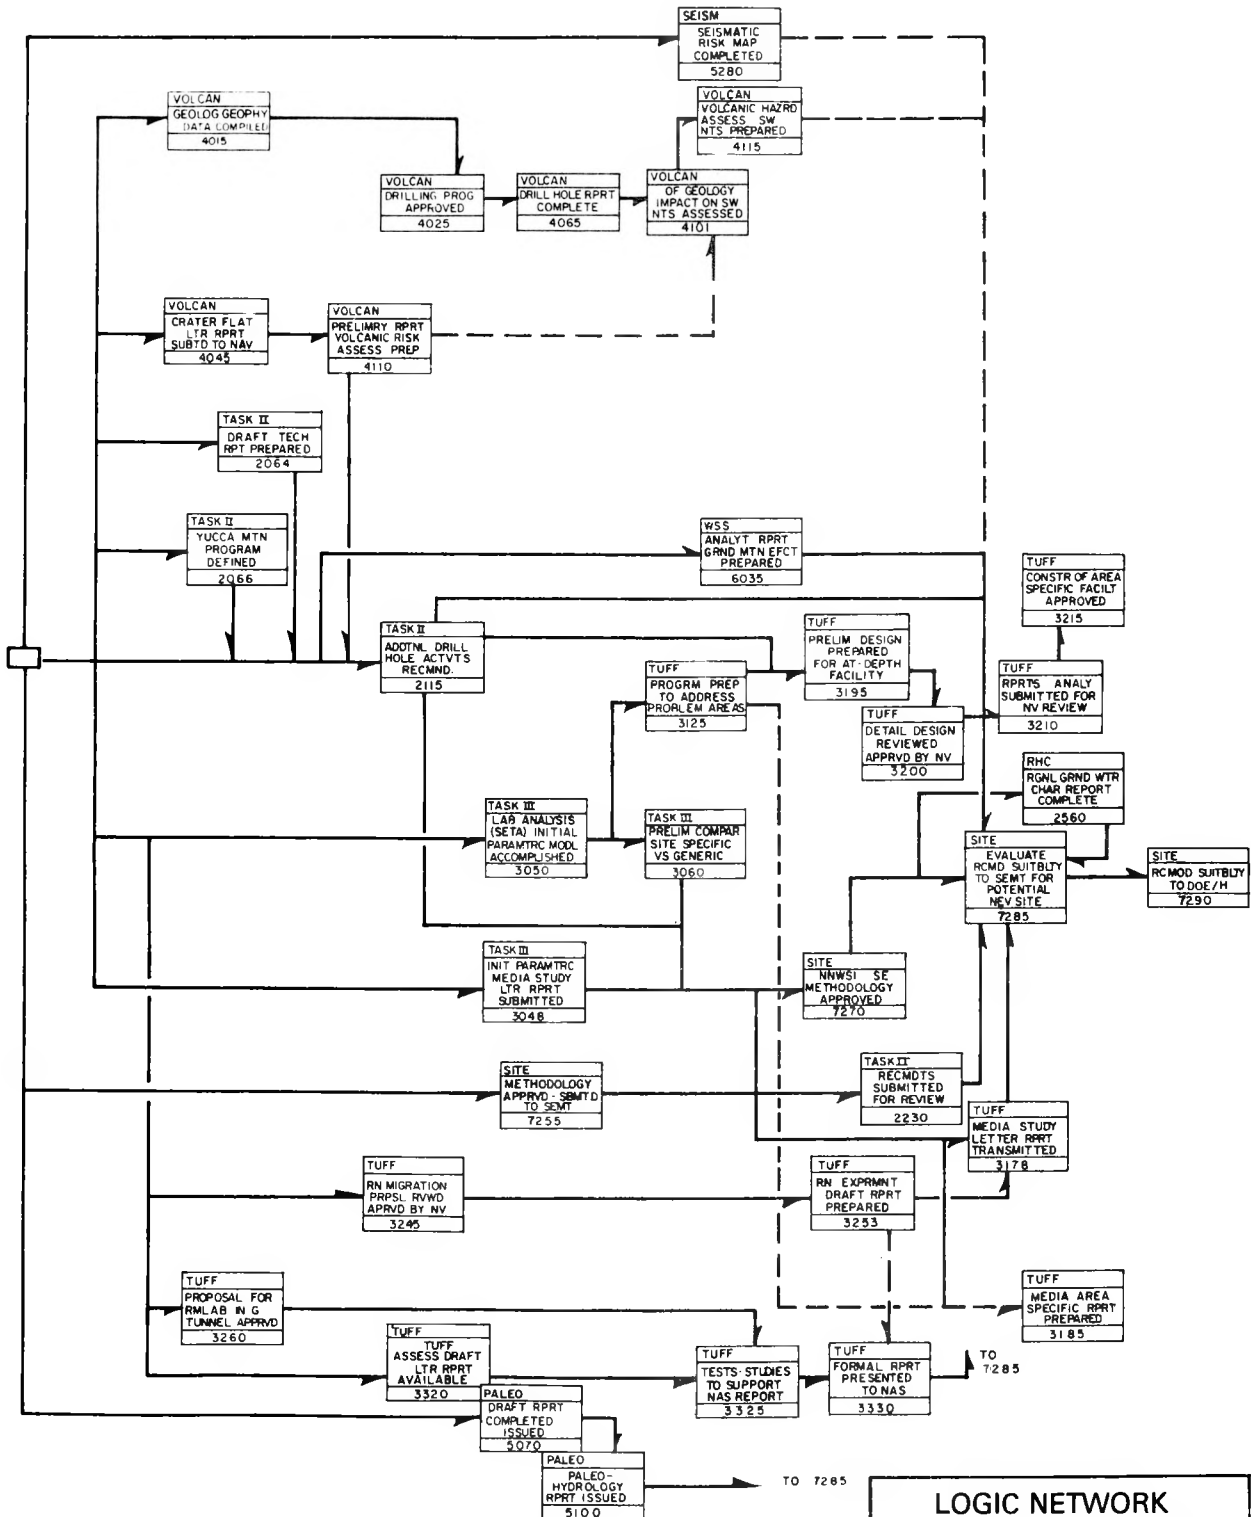 SEISM
SEISMATIC
RISK MAP
COMPLETED
5280
VOLCAN
GEOLOG GEOPHY
DATA COMPILED
4015
VOLCAN
VOLCANIC HAZRD
ASSESS SW
NTS PREPARED
4115
VOLCAN
DRILLING PROG
APPROVED
4025
VOLCAN
DRILL HOLE RPRT
COMPLETE
4065
VOLCAN
OF GEOLOGY
IMPACT ON SW
NTS ASSESSED
4101
VOLCAN
CRATER FLAT
LTR RPRT
SUBTD TO NAV
4045
VOLCAN
PRELIMRY RPRT
VOLCANIC RISK
ASSESS PREP
4110
TASK II
DRAFT TECH
RPT PREPARED
2064
TASK II
YUCCA MTN
PROGRAM
DEFINED
2066
WSS
ANALYT RPRT
GRND MTN EFCT
PREPARED
6035
TUFF
CONSTR OF AREA
SPECIFIC FACILT
APPROVED
3215
TASK II
ADDTNL DRILL
HOLE ACTVTS
RECMND.
2115
TUFF
PRELIM DESIGN
PREPARED
FOR AT-DEPTH
FACILITY
3195
TUFF
PROGRM PREP
TO ADDRESS
PROBLEM AREAS
3125
TUFF
RPRTS ANALY
SUBMITTED FOR
NV REVIEW
3210
TUFF
DETAIL DESIGN
REVIEWED
APPRVD BY NV
3200
RHC
RGNL GRND WTR
CHAR REPORT
COMPLETE
2560
TASK III
LAB ANALYSIS
(SETA) INITIAL
PARAMTRC MODL
ACCOMPLISHED
3050
TASK III
PRELIM COMPAR
SITE SPECIFIC
VS GENERIC
3060
SITE
EVALUATE
RCMD SUITBLTY
TO SEMT FOR
POTENTIAL
NEV SITE
7285
SITE
RCMOD SUITBLTY
TO DOE/H
7290
TASK III
INIT PARAMTRC
MEDIA STUDY
LTR RPRT
SUBMITTED
3048
SITE
NNWSI SE
METHODOLOGY
APPROVED
7270
SITE
METHODOLOGY
APPRVD - SBMTD
TO SEMT
7255
TASK II
RECMDTS
SUBMITTED
FOR REVIEW
2230
TUFF
MEDIA STUDY
LETTER RPRT
TRANSMITTED
3178
TUFF
RN MIGRATION
PRPSL RVWD
APRVD BY NV
3245
TUFF
RN EXPRMNT
DRAFT RPRT
PREPARED
3253
TUFF
PROPOSAL FOR
RMLAB IN G
TUNNEL APPRVD
3260
TUFF
MEDIA AREA
SPECIFIC RPRT
PREPARED
3185
TUFF
TUFF
ASSESS DRAFT
LTR RPRT
AVAILABLE
3320
TUFF
TESTS-STUDIES
TO SUPPORT
NAS REPORT
3325
TUFF
FORMAL RPRT
PRESENTED
TO NAS
3330
TO
7285
PALEO
DRAFT RPRT
COMPLETED
ISSUED
5070
PALEO
PALEO-
HYDROLOGY
RPRT ISSUED
5100
TO 7285
LOGIC NETWORK